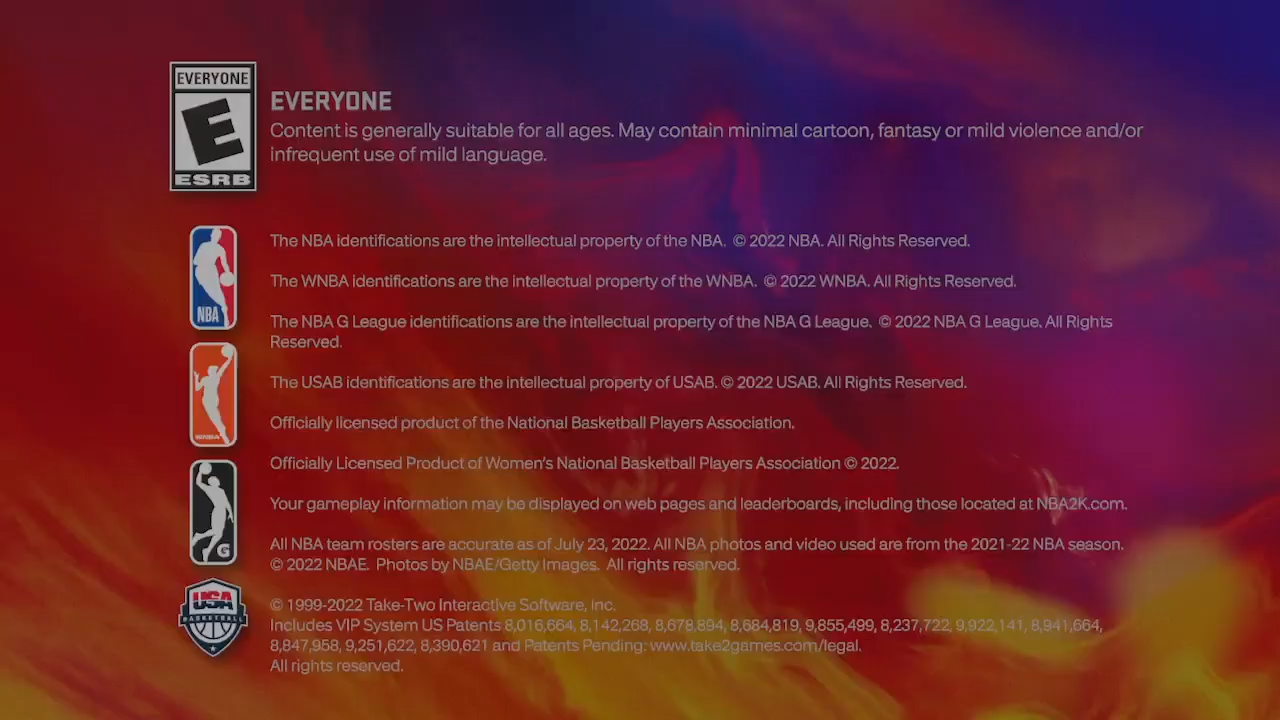 EVERYONE
E
ESRB
EVERYONE
Content is generally suitable for all ages. May contain minimal cartoon, fantasy or mild violence and/or
infrequent use of mild language.
NBA
The NBA identifications are the intellectual property of the NBA. © 2022 NBA. All Rights Reserved.
The WNBA identifications are the intellectual property of the WNBA. © 2022 WNBA. All Rights Reserved.
The NBA G League identifications are the intellectual property of the NBA G League. © 2022 NBA G League. All Rights
Reserved.
WNBA
The USAB identifications are the intellectual property of USAB. © 2022 USAB. All Rights Reserved.
Officially licensed product of the National Basketball Players Association.
Officially Licensed Product of Women's National Basketball Players Association © 2022.
G
Your gameplay information may be displayed on web pages and leaderboards, including those located at NBA2K.com.
All NBA team rosters are accurate as of July 23, 2022. All NBA photos and video used are from the 2021-22 NBA season.
© 2022 NBAE. Photos by NBAE/Getty Images. All rights reserved.
USA
BASKETBALL
© 1999-2022 Take-Two Interactive Software, Inc.
Includes VIP System US Patents 8,016,664, 8,142,268, 8,678,894, 8,684,819, 9,855,499, 8,237,722, 9,922,141, 8,941,664,
8,847,958, 9,251,622, 8,390,621 and Patents Pending: www.take2games.com/legal.
All rights reserved.